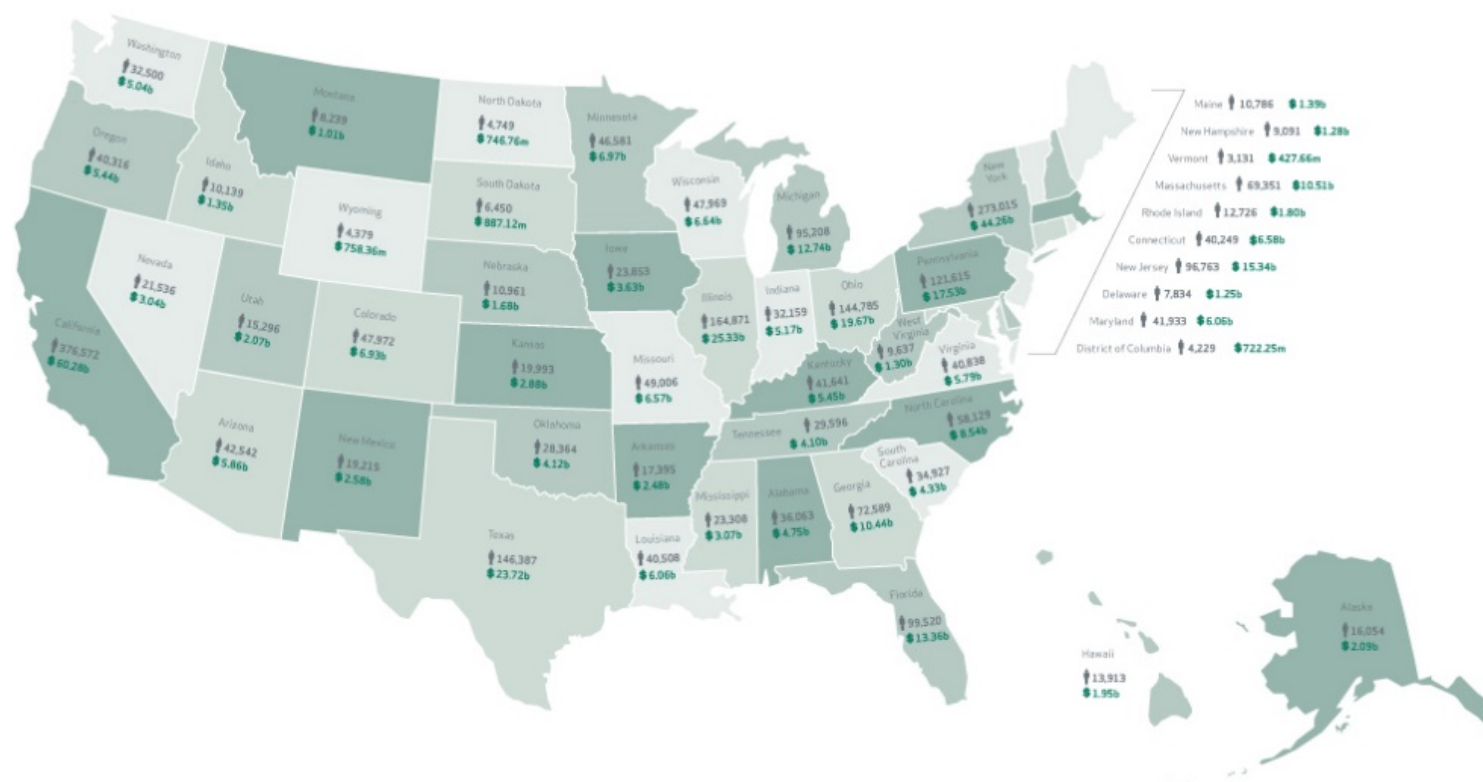 Washington
32,500
$5.04b
Oregon
40,316
$5.44b
California
376,572
$60.28b
Idaho
10,139
$1.35b
Nevada
21,536
$3.04b
Montana
8,239
$1.01b
Wyoming
4,379
$758.36m
Utah
15,296
$2.07b
Arizona
42,542
$5.86b
Colorado
47,972
$6.93b
New Mexico
19,215
$2.58b
North Dakota
4,749
$746.76m
South Dakota
6,450
$887.12m
Nebraska
10,961
$1.68b
Kansas
19,993
$2.88b
Oklahoma
28,364
$4.12b
Texas
146,387
$23.72b
Minnesota
46,581
$6.97b
Iowa
23,853
$3.63b
Missouri
49,006
$6.57b
Arkansas
17,395
$2.48b
Louisiana
40,508
$6.06b
Wisconsin
47,969
$6.64b
Illinois
164,871
$25.33b
Michigan
95,208
$12.74b
Indiana
32,159
$5.17b
Ohio
144,785
$19.67b
Kentucky
41,641
$5.45b
Tennessee 29,596
$4.10b
Mississippi
23,308
$3.07b
Alabama
36,063
$4.75b
Georgia
72,589
$10.44b
Florida
99,520
$13.36b
South
Carolina
34,927
$4.33b
North Carolina
58,129
$8.54b
Virginia
40,838
$5.79b
West
Virginia
9,637
$1.30b
Pennsylvania
121,615
$17.53b
New
York
273,015
$44.26b
Maine 10,786 $1.39b
New Hampshire 9,091 $1.28b
Vermont 3,131 $427.66m
Massachusetts 69,351 $10.51b
Rhode Island 12,726 $1.80b
Connecticut 40,249 $6.58b
New Jersey 96,763 $15.34b
Delaware 7,834 $1.25b
Maryland 41,933 $6.06b
District of Columbia 4,229 $722.25m
Hawaii
13,913
$1.95b
Alaska
16,054
$2.09b